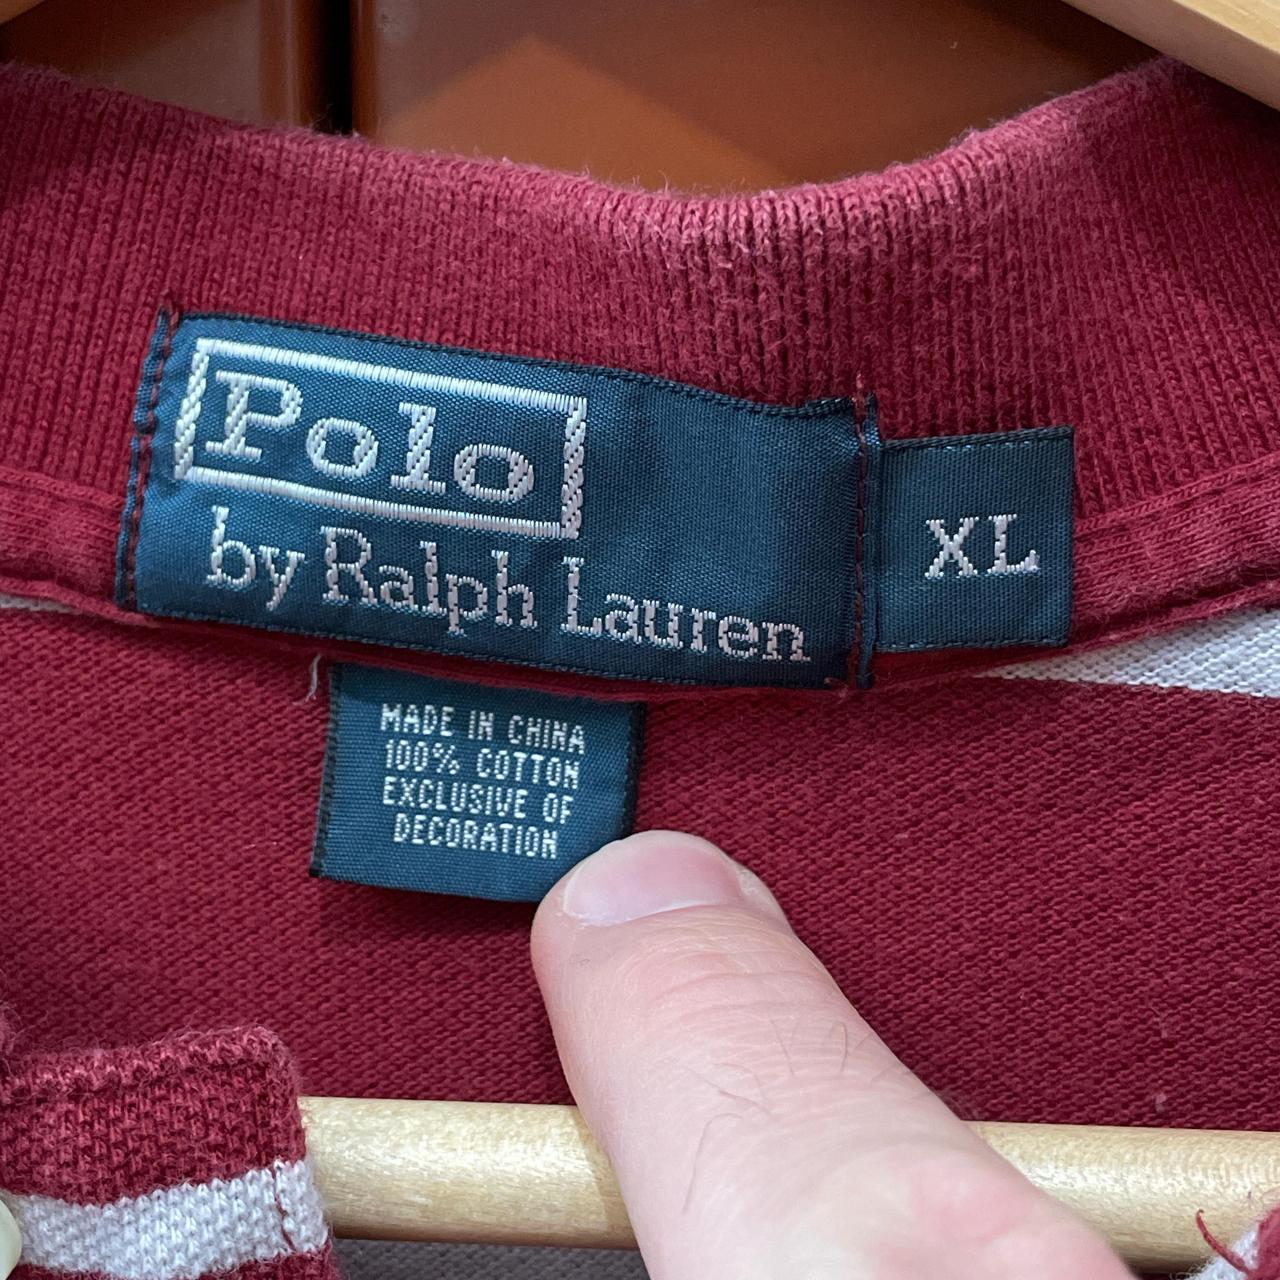 Polo
by Ralph Lauren
XL
MADE IN CHINA
100% COTTON
EXCLUSIVE OF
DECORATION